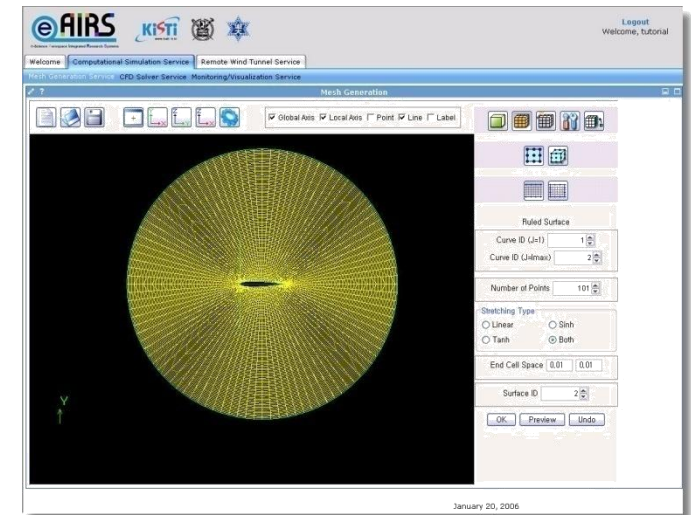 eAIRS
KiSTi
Logout
Welcome, tutorial
Welcome Computational Simulation Service Remote Wind Tunnel Service
Mesh Generation Service CFD Solver Service Monitoring/Visualization Service
? Mesh Generation
Global Axis Local Axis Point Line Label
Ruled Surface
Curve ID (J=1) 1
Curve ID (J=Jmax) 2
Number of Points 101
Stretching Type
Linear Sinh
Tanh Both
End Cell Space 0.01 0.01
Surface ID 2
OK Preview Undo
Y
January 20, 2006